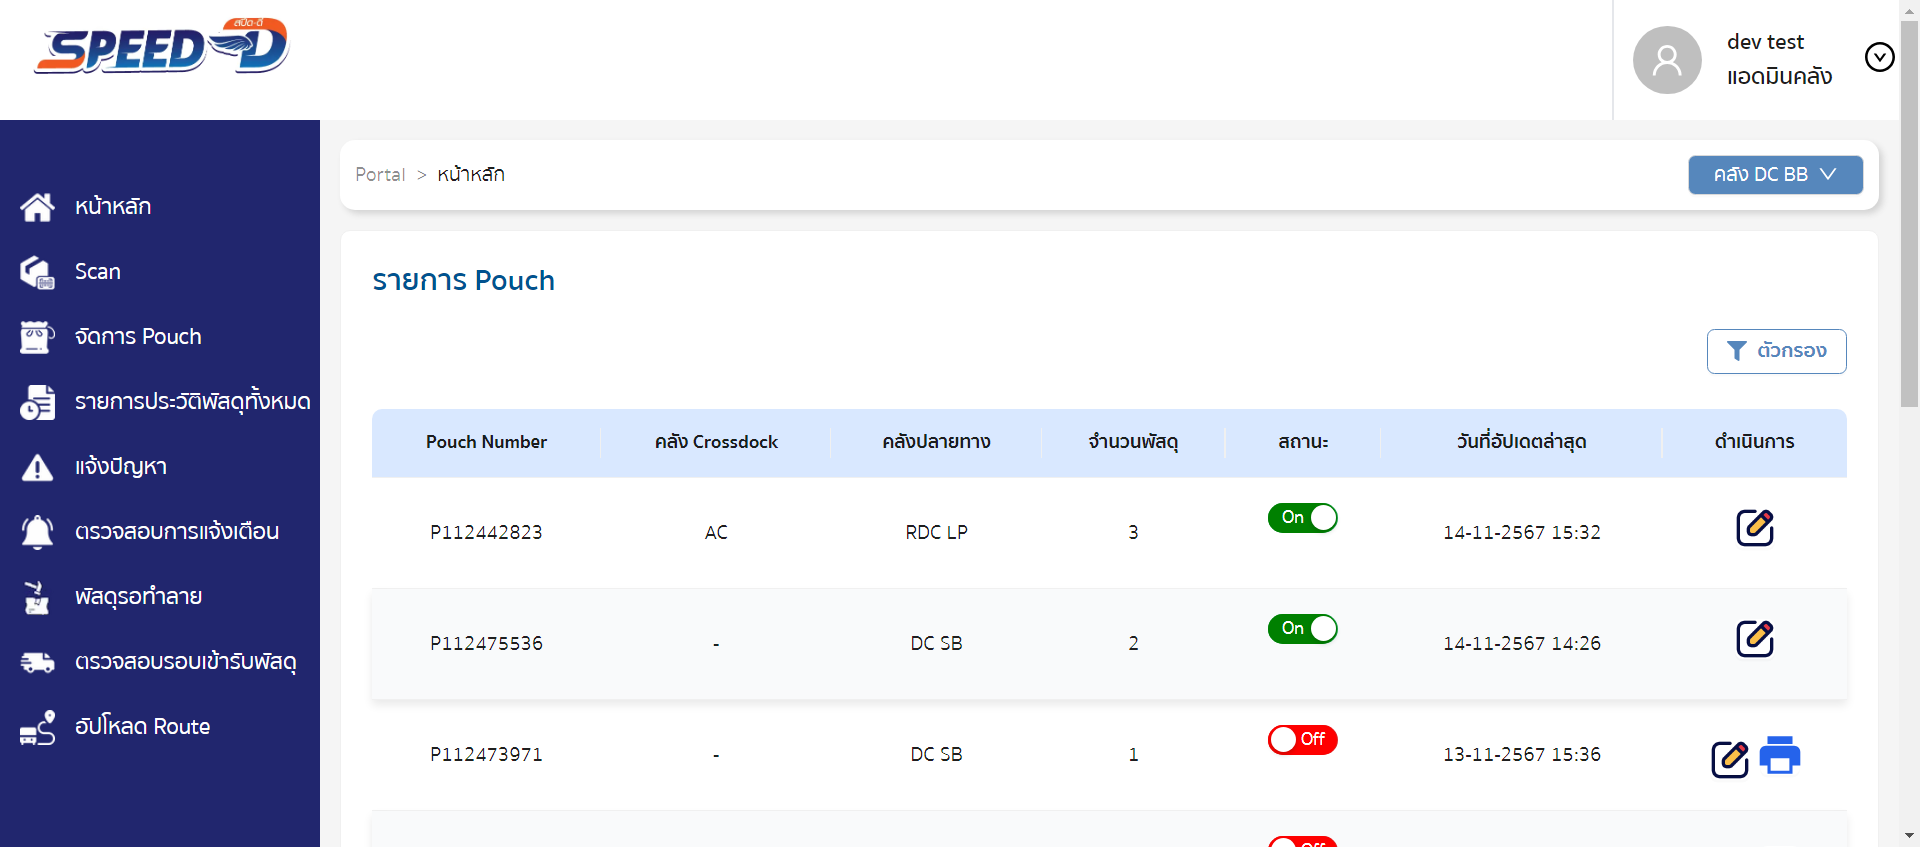 สปีด-ดี
SPEED-D
dev test
แอดมินคลัง
หน้าหลัก
Scan
จัดการ Pouch
รายการประวัติพัสดุทั้งหมด
แจ้งปัญหา
ตรวจสอบการแจ้งเตือน
พัสดุรอทำลาย
ตรวจสอบรอบเข้ารับพัสดุ
อัปโหลด Route
Portal > หน้าหลัก
คลัง DC BB
รายการ Pouch
ตัวกรอง
Pouch Number คลัง Crossdock คลังปลายทาง จำนวนพัสดุ สถานะ วันที่อัปเดตล่าสุด ดำเนินการ
P112442823 AC RDC LP 3 On 14-11-2567 15:32
P112475536 - DC SB 2 On 14-11-2567 14:26
P112473971 - DC SB 1 Off 13-11-2567 15:36
Off